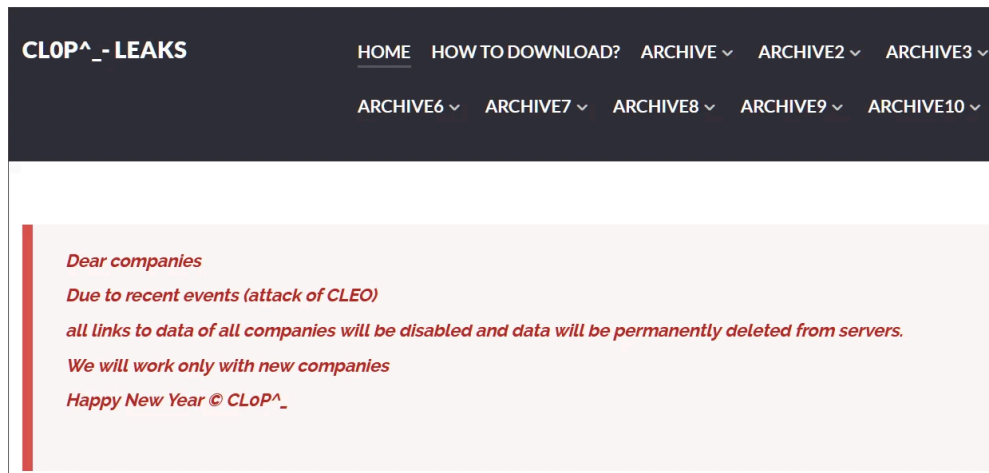 CL0P^_- LEAKS
HOME HOW TO DOWNLOAD? ARCHIVE ARCHIVE2 ARCHIVE3
ARCHIVE6 ARCHIVE7 ARCHIVE8 ARCHIVE9 ARCHIVE10
Dear companies
Due to recent events (attack of CLEO)
all links to data of all companies will be disabled and data will be permanently deleted from servers.
We will work only with new companies
Happy New Year © CL0P^_